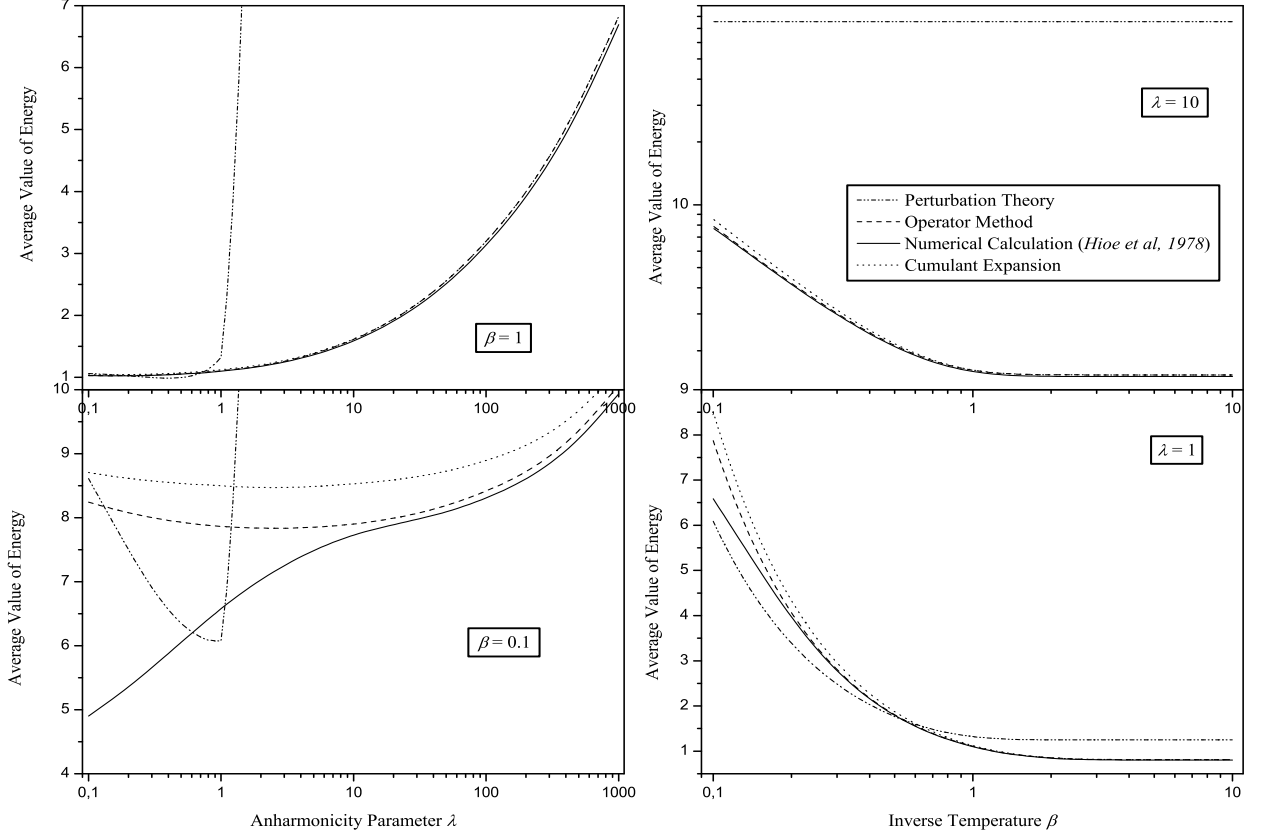 7
6
5
4
3
2
1
Average Value of Energy
β = 1
10
0,1
1
10
100
1000
9
8
7
6
5
4
Average Value of Energy
β = 0.1
0,1
1
10
100
1000
Anharmonicity Parameter λ
10
Average Value of Energy
λ = 10
Perturbation Theory
Operator Method
Numerical Calculation (Hioe et al, 1978)
Cumulant Expansion
9
0,1
1
10
8
7
6
5
4
3
2
1
Average Value of Energy
λ = 1
0,1
1
10
Inverse Temperature β